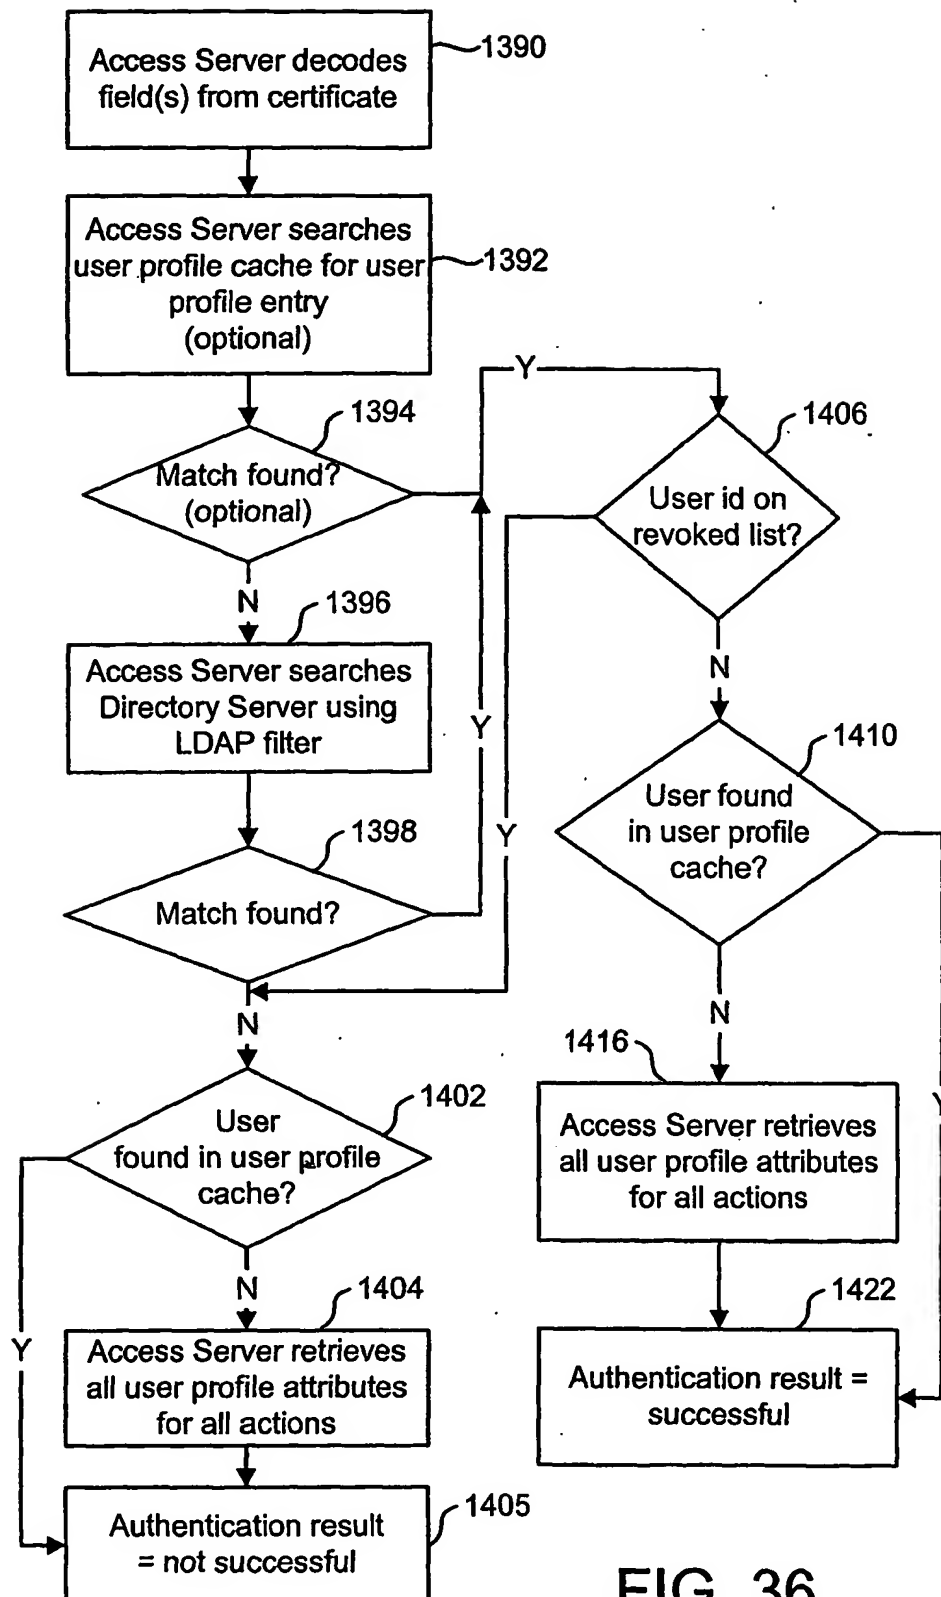 Access Server decodes
field(s) from certificate
1390
Access Server searches
user profile cache for user
profile entry
(optional)
1392
Y
1394
Match found?
(optional)
1406
User id on
revoked list?
N
1396
Access Server searches
Directory Server using
LDAP filter
Y
N
1410
User found
in user profile
cache?
1398
Match found?
Y
Y
N
N
1402
User
found in user profile
cache?
1416
Access Server retrieves
all user profile attributes
for all actions
N
1404
Access Server retrieves
all user profile attributes
for all actions
Y
1422
Authentication result =
successful
1405
Authentication result
= not successful
FIG. 36